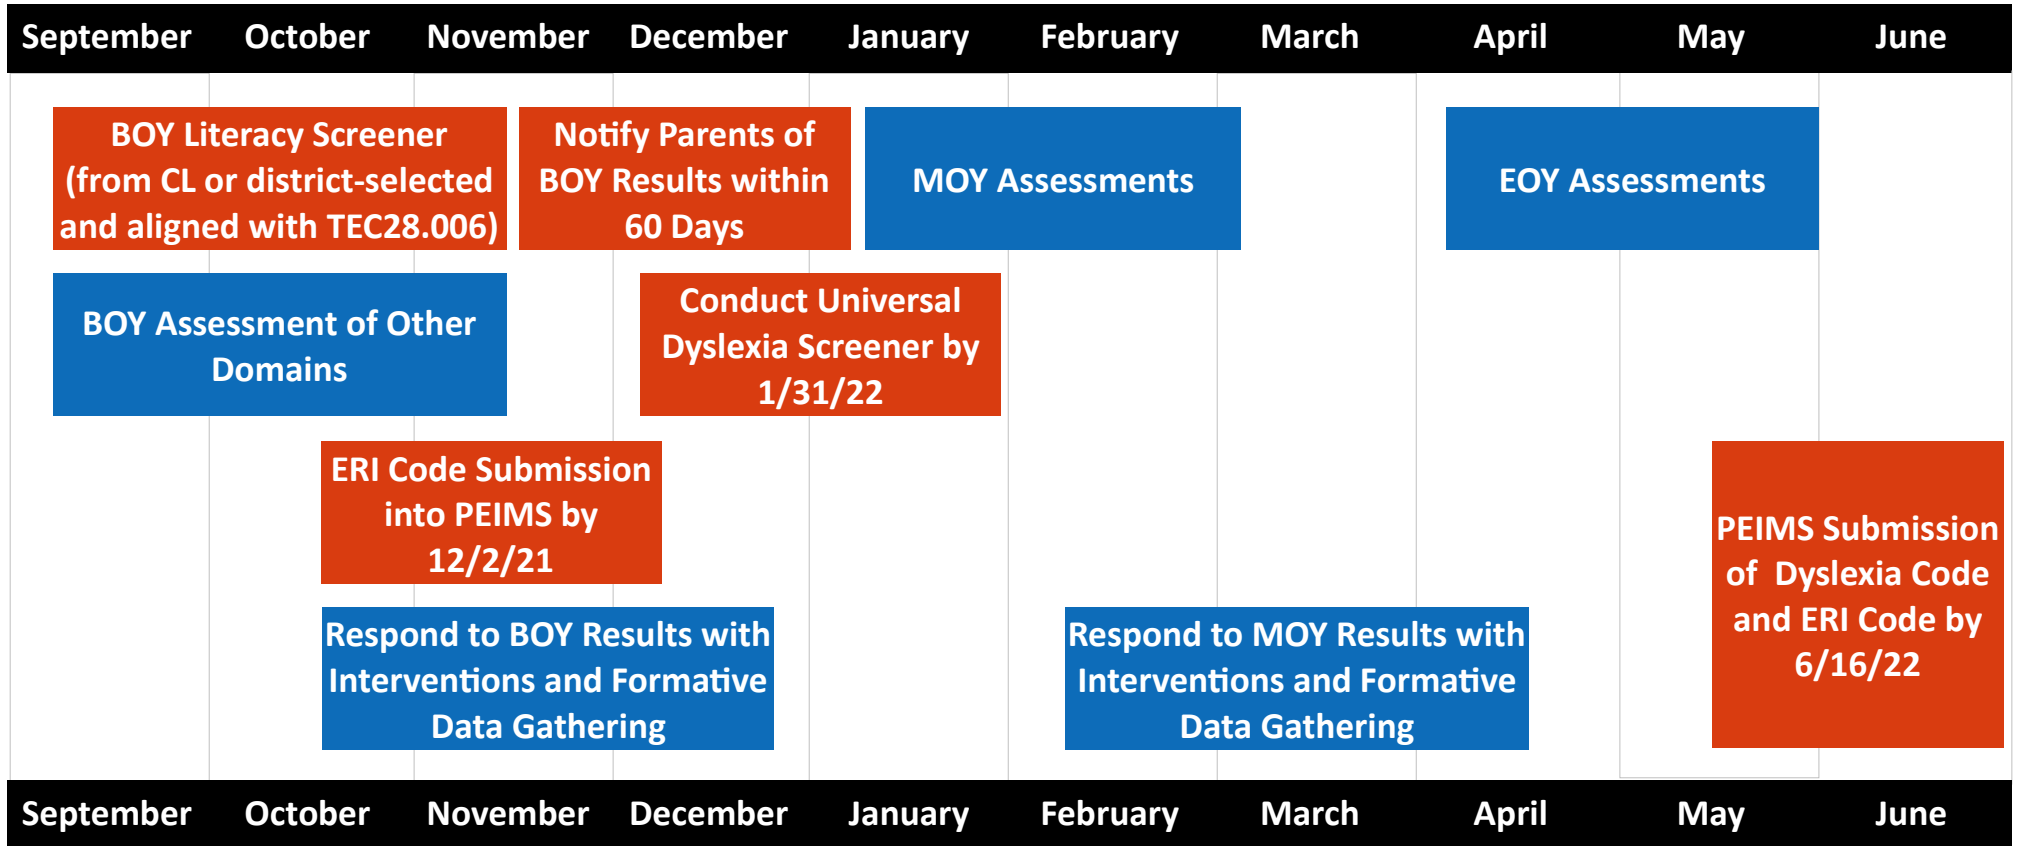 September October November December January February March April May June
BOY Literacy Screener
(from CL or district-selected
and aligned with TEC28.006)
Notify Parents of
BOY Results within
60 Days
MOY Assessments
EOY Assessments
BOY Assessment of Other
Domains
Conduct Universal
Dyslexia Screener by
1/31/22
ERI Code Submission
into PEIMS by
12/2/21
PEIMS Submission
of Dyslexia Code
and ERI Code by
6/16/22
Respond to BOY Results with
Interventions and Formative
Data Gathering
Respond to MOY Results with
Interventions and Formative
Data Gathering
September October November December January February March April May June